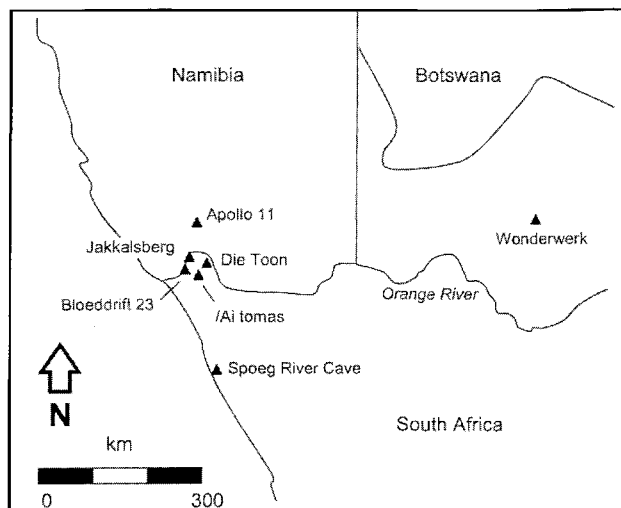 Namibia
Botswana
Apollo 11
Jakkalsberg
Die Toon
Wonderwerk
Bloeddrift 23
/Ai tomas
Orange River
Spoeg River Cave
N
South Africa
km
0
300